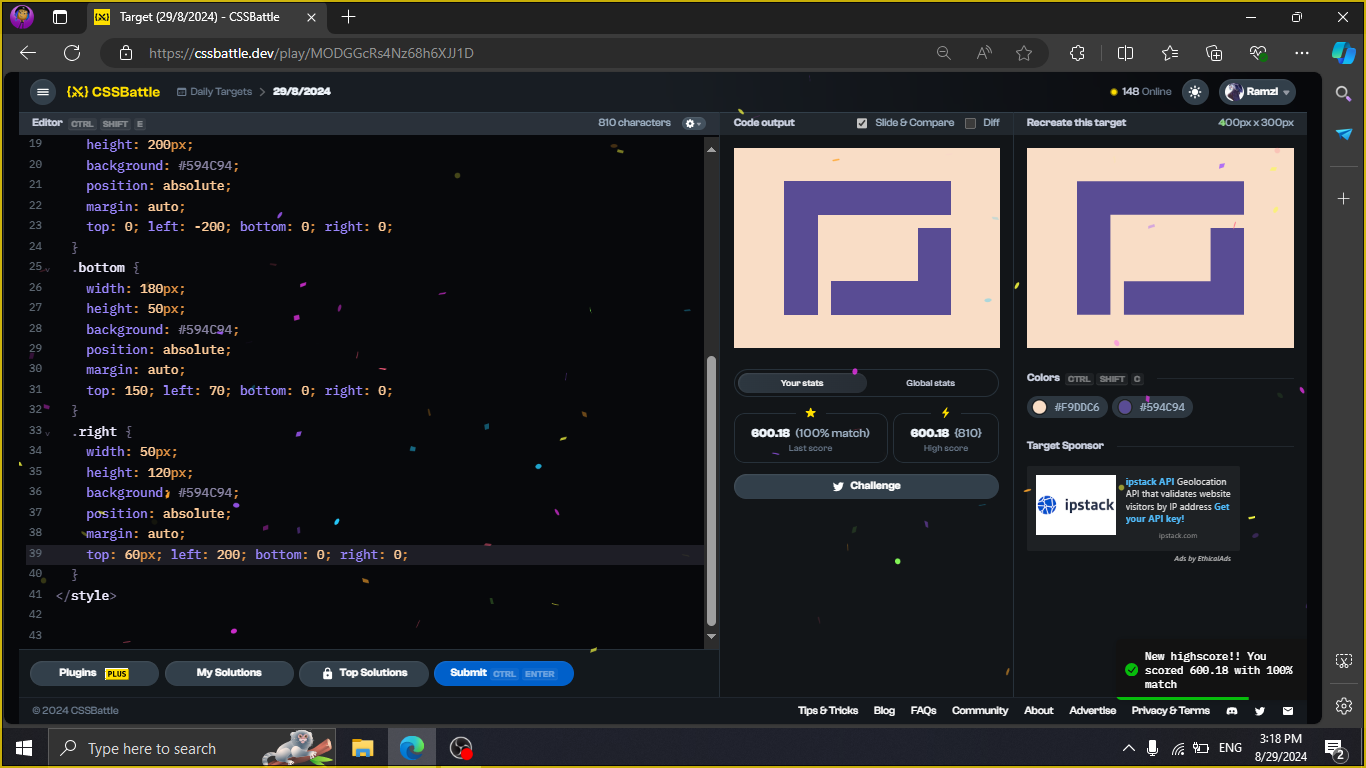 Target (29/8/2024) - CSSBattle
https://cssbattle.dev/play/MODGGcRs4Nz68h6XJJ1D
{X} CSSBattle
Daily Targets > 29/8/2024
148 Online
Ramzi
Editor CTRL SHIFT E
810 characters
19 height: 200px;
20 background: #594C94;
21 position: absolute;
22 margin: auto;
23 top: 0; left: -200; bottom: 0; right: 0;
24 }
25 .bottom {
26 width: 180px;
27 height: 50px;
28 background: #594C94;
29 position: absolute;
30 margin: auto;
31 top: 150; left: 70; bottom: 0; right: 0;
32 }
33 .right {
34 width: 50px;
35 height: 120px;
36 background: #594C94;
37 position: absolute;
38 margin: auto;
39 top: 60px; left: 200; bottom: 0; right: 0;
40 }
41 </style>
42
43
Plugins PLUS
My Solutions
Top Solutions
Submit CTRL ENTER
Code output
Slide & Compare
Diff
Your stats
Global stats
600.18 (100% match)
Last score
600.18 {810}
High score
Challenge
Recreate this target
400px x 300px
Colors CTRL SHIFT C
#F9DDC6
#594C94
Target Sponsor
ipstack
ipstack API Geolocation
API that validates website
visitors by IP address Get
your API key!
ipstack.com
Ads by EthicalAds
New highscore!! You
scored 600.18 with 100%
match
© 2024 CSSBattle
Tips & Tricks
Blog
FAQs
Community
About
Advertise
Privacy & Terms
Type here to search
ENG
3:18 PM
8/29/2024
2